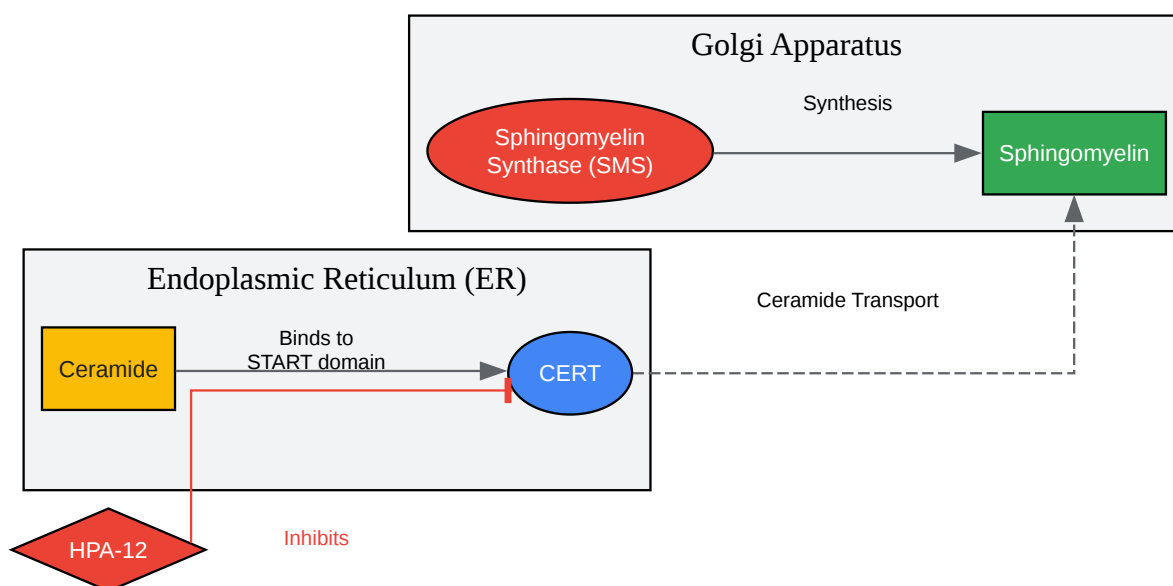 Golgi Apparatus
Synthesis
Sphingomyelin
Synthase (SMS)
Sphingomyelin
Endoplasmic Reticulum (ER)
Ceramide Transport
Binds to
START domain
Ceramide
CERT
Inhibits
HPA-12